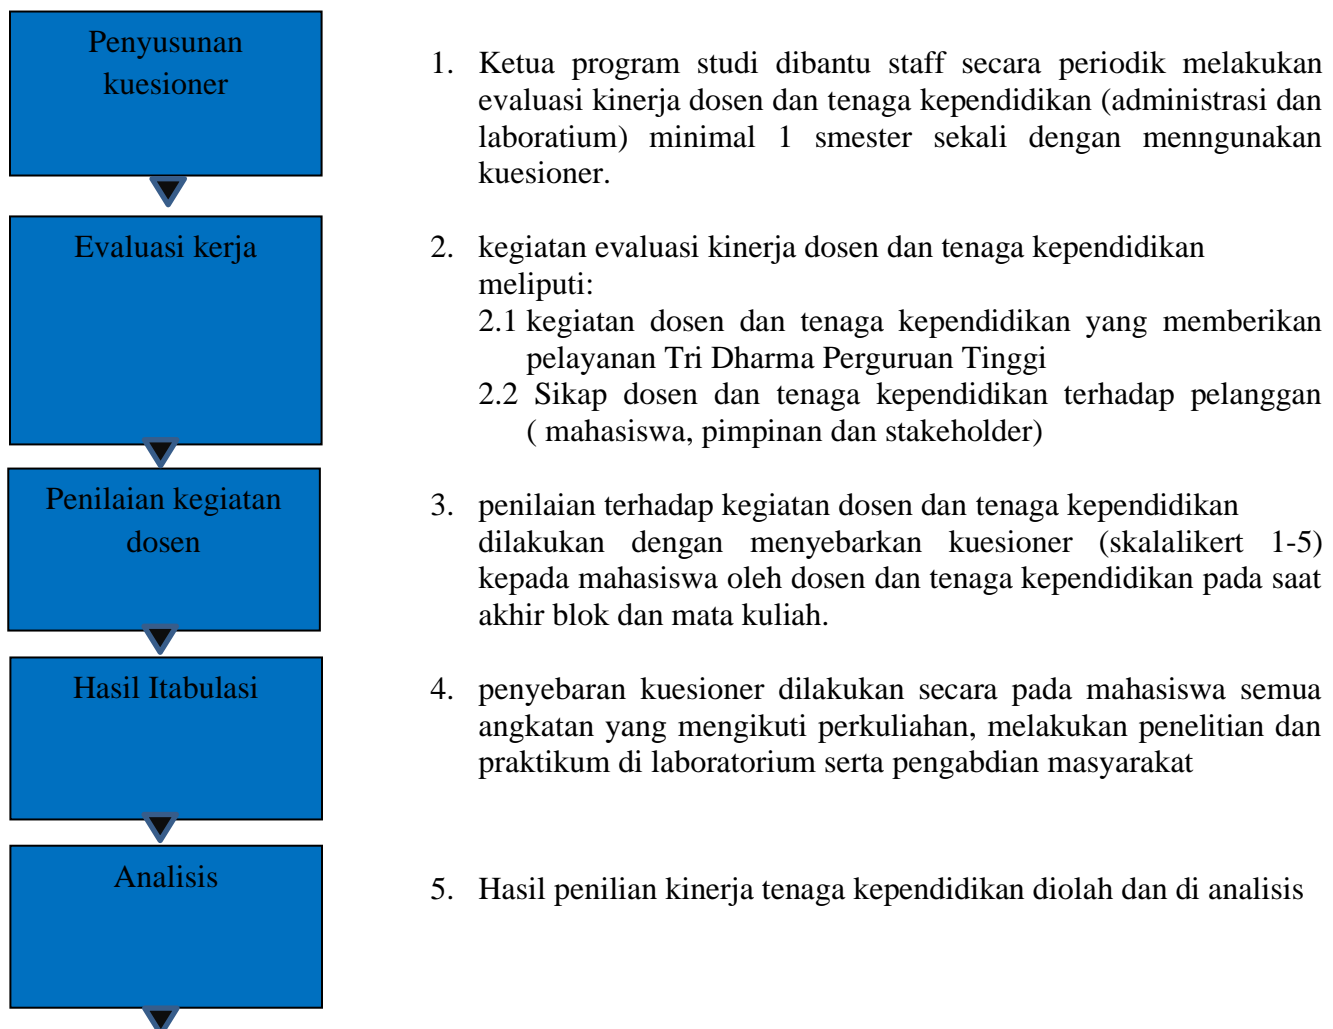 Penyusunan
kuesioner
1. Ketua program studi dibantu staff secara periodik melakukan
evaluasi kinerja dosen dan tenaga kependidikan (administrasi dan
laboratium) minimal 1 smester sekali dengan menngunakan
kuesioner.
Evaluasi kerja
2. kegiatan evaluasi kinerja dosen dan tenaga kependidikan
meliputi:
2.1 kegiatan dosen dan tenaga kependidikan yang memberikan
pelayanan Tri Dharma Perguruan Tinggi
2.2 Sikap dosen dan tenaga kependidikan terhadap pelanggan
( mahasiswa, pimpinan dan stakeholder)
Penilaian kegiatan
dosen
3. penilaian terhadap kegiatan dosen dan tenaga kependidikan
dilakukan dengan menyebarkan kuesioner (skalalikert 1-5)
kepada mahasiswa oleh dosen dan tenaga kependidikan pada saat
akhir blok dan mata kuliah.
Hasil Itabulasi
4. penyebaran kuesioner dilakukan secara pada mahasiswa semua
angkatan yang mengikuti perkuliahan, melakukan penelitian dan
praktikum di laboratorium serta pengabdian masyarakat
Analisis
5. Hasil penilian kinerja tenaga kependidikan diolah dan di analisis